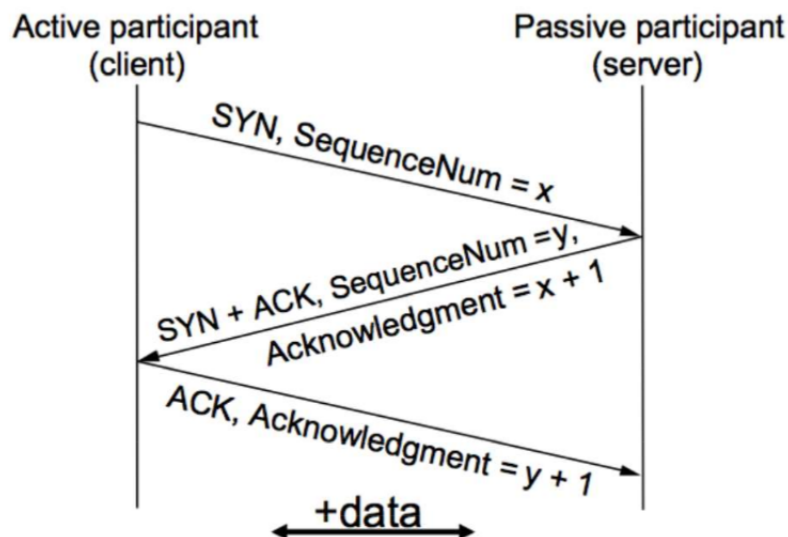 Active participant
(client)
Passive participant
(server)
SYN, SequenceNum = x
SYN + ACK, SequenceNum =y,
Acknowledgment = x + 1
ACK, Acknowledgment = y + 1
+data